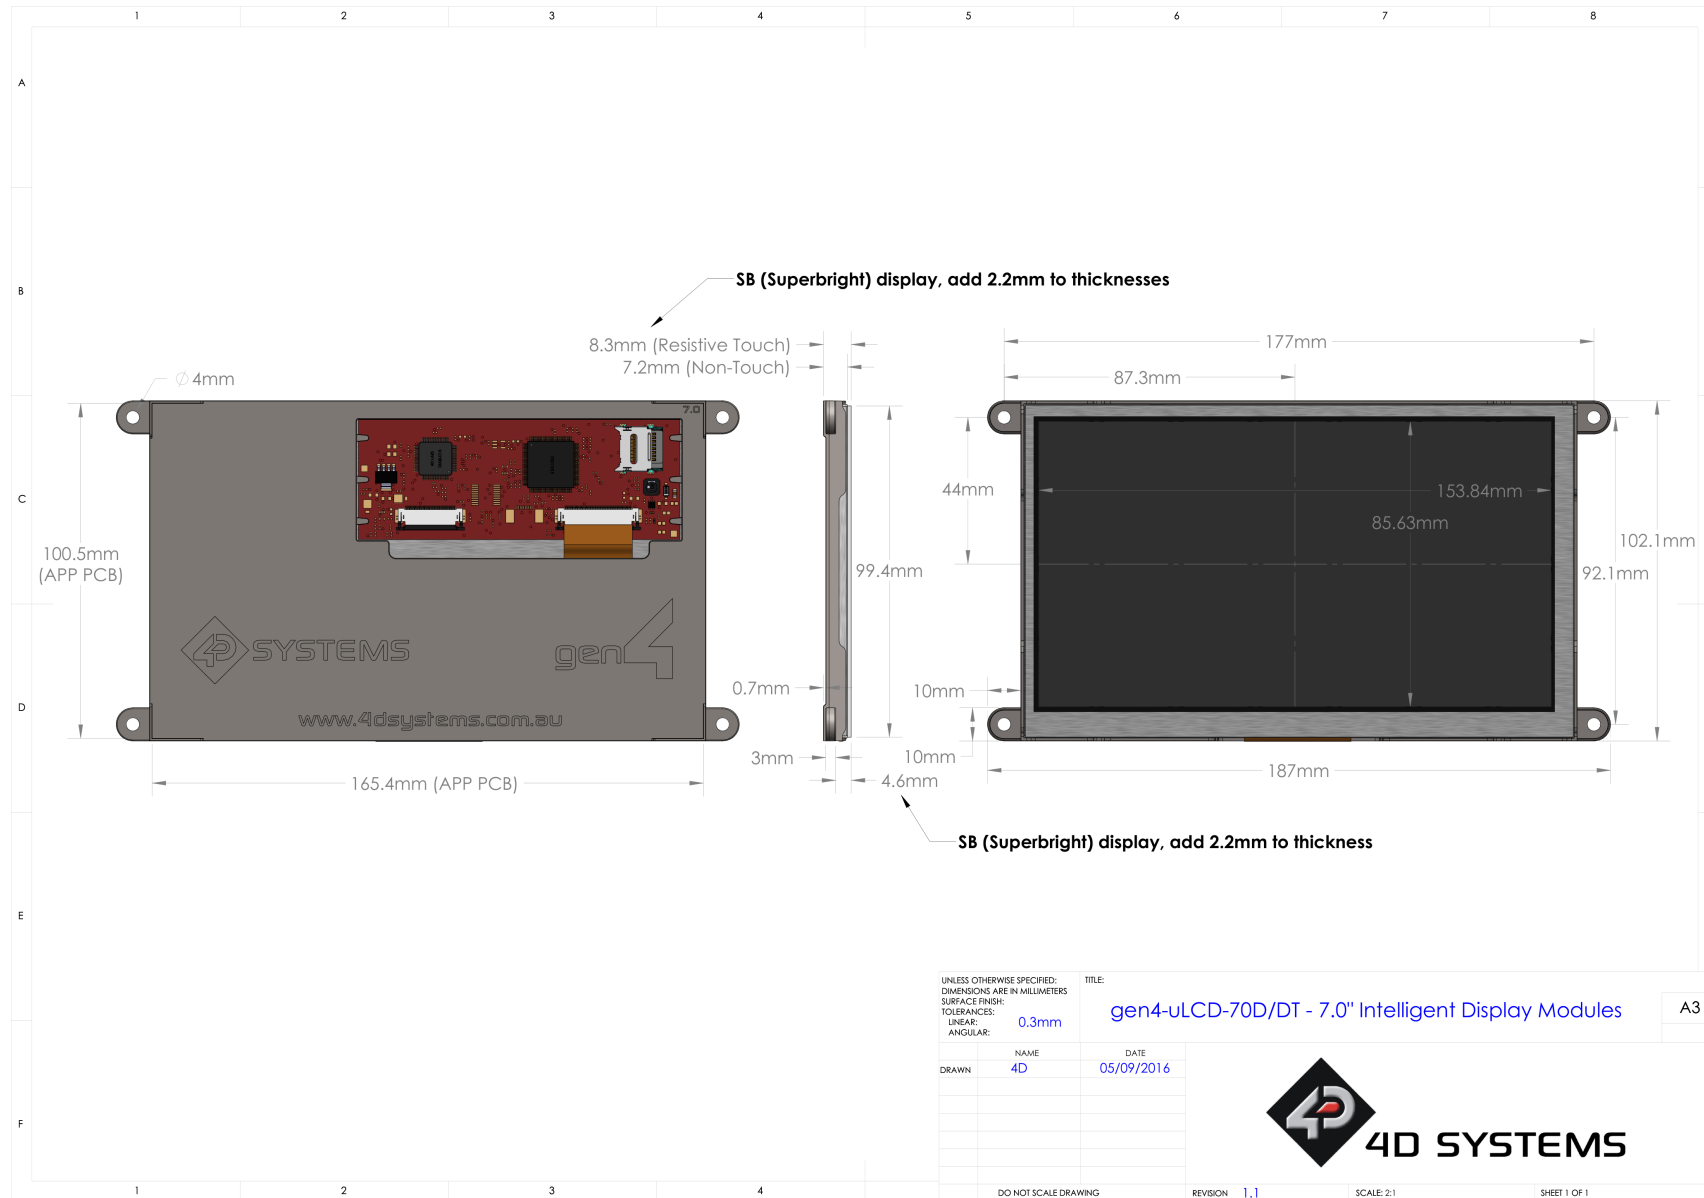 1 2 3 4 5 6 7 8
A
B
C
D
E
F
SB (Superbright) display, add 2.2mm to thicknesses
8.3mm (Resistive Touch)
7.2mm (Non-Touch)
Ø 4mm
7.0
100.5mm
(APP PCB)
4D SYSTEMS
gen4
www.4dsystems.com.au
165.4mm (APP PCB)
99.4mm
0.7mm
3mm
4.6mm
177mm
87.3mm
44mm
153.84mm
85.63mm
102.1mm
92.1mm
10mm
10mm
187mm
SB (Superbright) display, add 2.2mm to thickness
UNLESS OTHERWISE SPECIFIED:
DIMENSIONS ARE IN MILLIMETERS
SURFACE FINISH:
TOLERANCES:
LINEAR: 0.3mm
ANGULAR:
TITLE:
gen4-uLCD-70D/DT - 7.0" Intelligent Display Modules
A3
NAME DATE
DRAWN 4D 05/09/2016
4D SYSTEMS
DO NOT SCALE DRAWING REVISION 1.1 SCALE: 2:1 SHEET 1 OF 1
1 2 3 4